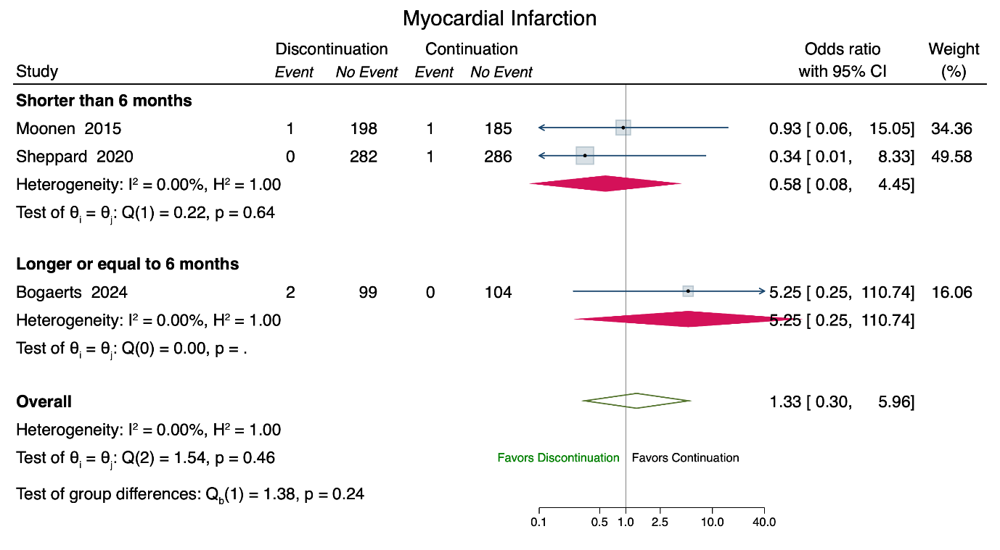 Myocardial Infarction
Discontinuation Continuation Odds ratio Weight
Study Event No Event Event No Event with 95% CI (%)
Shorter than 6 months
Moonen 2015 1 198 1 185 0.93 [ 0.06, 15.05] 34.36
Sheppard 2020 0 282 1 286 0.34 [ 0.01, 8.33] 49.58
Heterogeneity: I² = 0.00%, H² = 1.00 0.58 [ 0.08, 4.45]
Test of θi = θj: Q(1) = 0.22, p = 0.64
Longer or equal to 6 months
Bogaerts 2024 2 99 0 104 5.25 [ 0.25, 110.74] 16.06
Heterogeneity: I² = 0.00%, H² = 1.00 5.25 [ 0.25, 110.74]
Test of θi = θj: Q(0) = 0.00, p = .
Overall 1.33 [ 0.30, 5.96]
Heterogeneity: I² = 0.00%, H² = 1.00
Test of θi = θj: Q(2) = 1.54, p = 0.46 Favors Discontinuation Favors Continuation
Test of group differences: Qb(1) = 1.38, p = 0.24
0.1 0.5 1.0 2.5 10.0 40.0